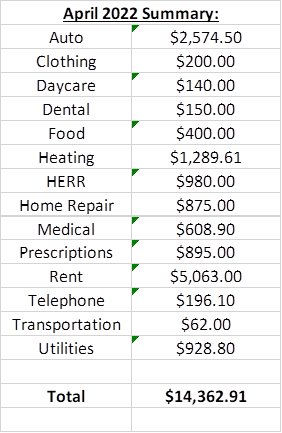 April 2022 Summary:
Auto $2,574.50
Clothing $200.00
Daycare $140.00
Dental $150.00
Food $400.00
Heating $1,289.61
HERR $980.00
Home Repair $875.00
Medical $608.90
Prescriptions $895.00
Rent $5,063.00
Telephone $196.10
Transportation $62.00
Utilities $928.80
Total $14,362.91